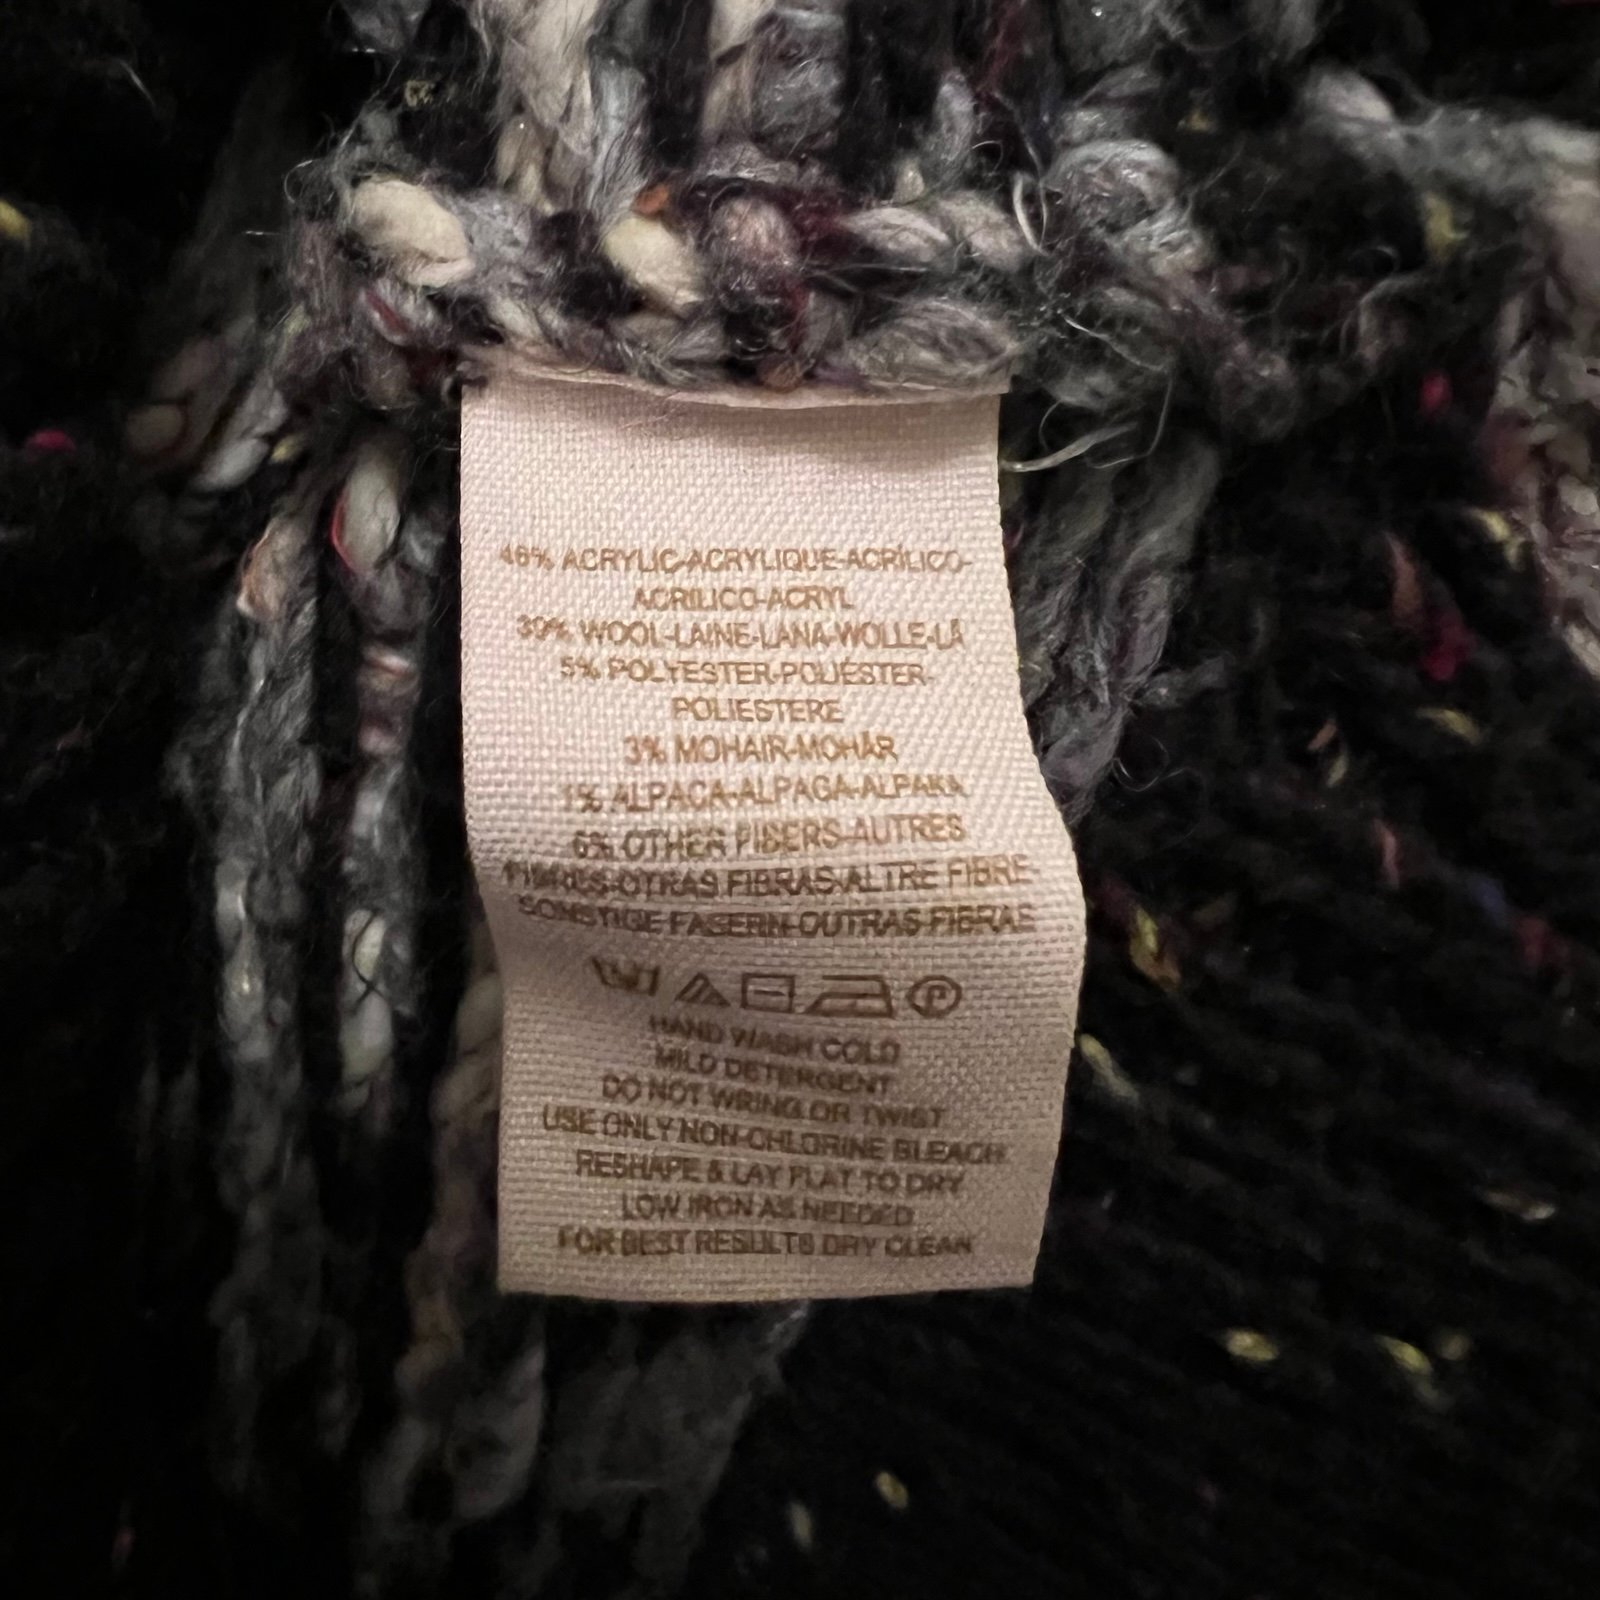 46% ACRYLIC-ACRYLIQUE-ACRÍLICO-
ACRILICO-ACRYL
39% WOOL-LAINE-LANA-WOLLE-LÃ
5% POLYESTER-POLIÉSTER-
POLIESTERE
3% MOHAIR-MOHÄR
1% ALPACA-ALPAGA-ALPAKA
6% OTHER FIBERS-AUTRES
FIBRES-OTRAS FIBRAS-ALTRE FIBRE-
SONSTIGE FASERN-OUTRAS FIBRAS
HAND WASH COLD
MILD DETERGENT
DO NOT WRING OR TWIST
USE ONLY NON-CHLORINE BLEACH
RESHAPE & LAY FLAT TO DRY
LOW IRON AS NEEDED
FOR BEST RESULTS DRY CLEAN